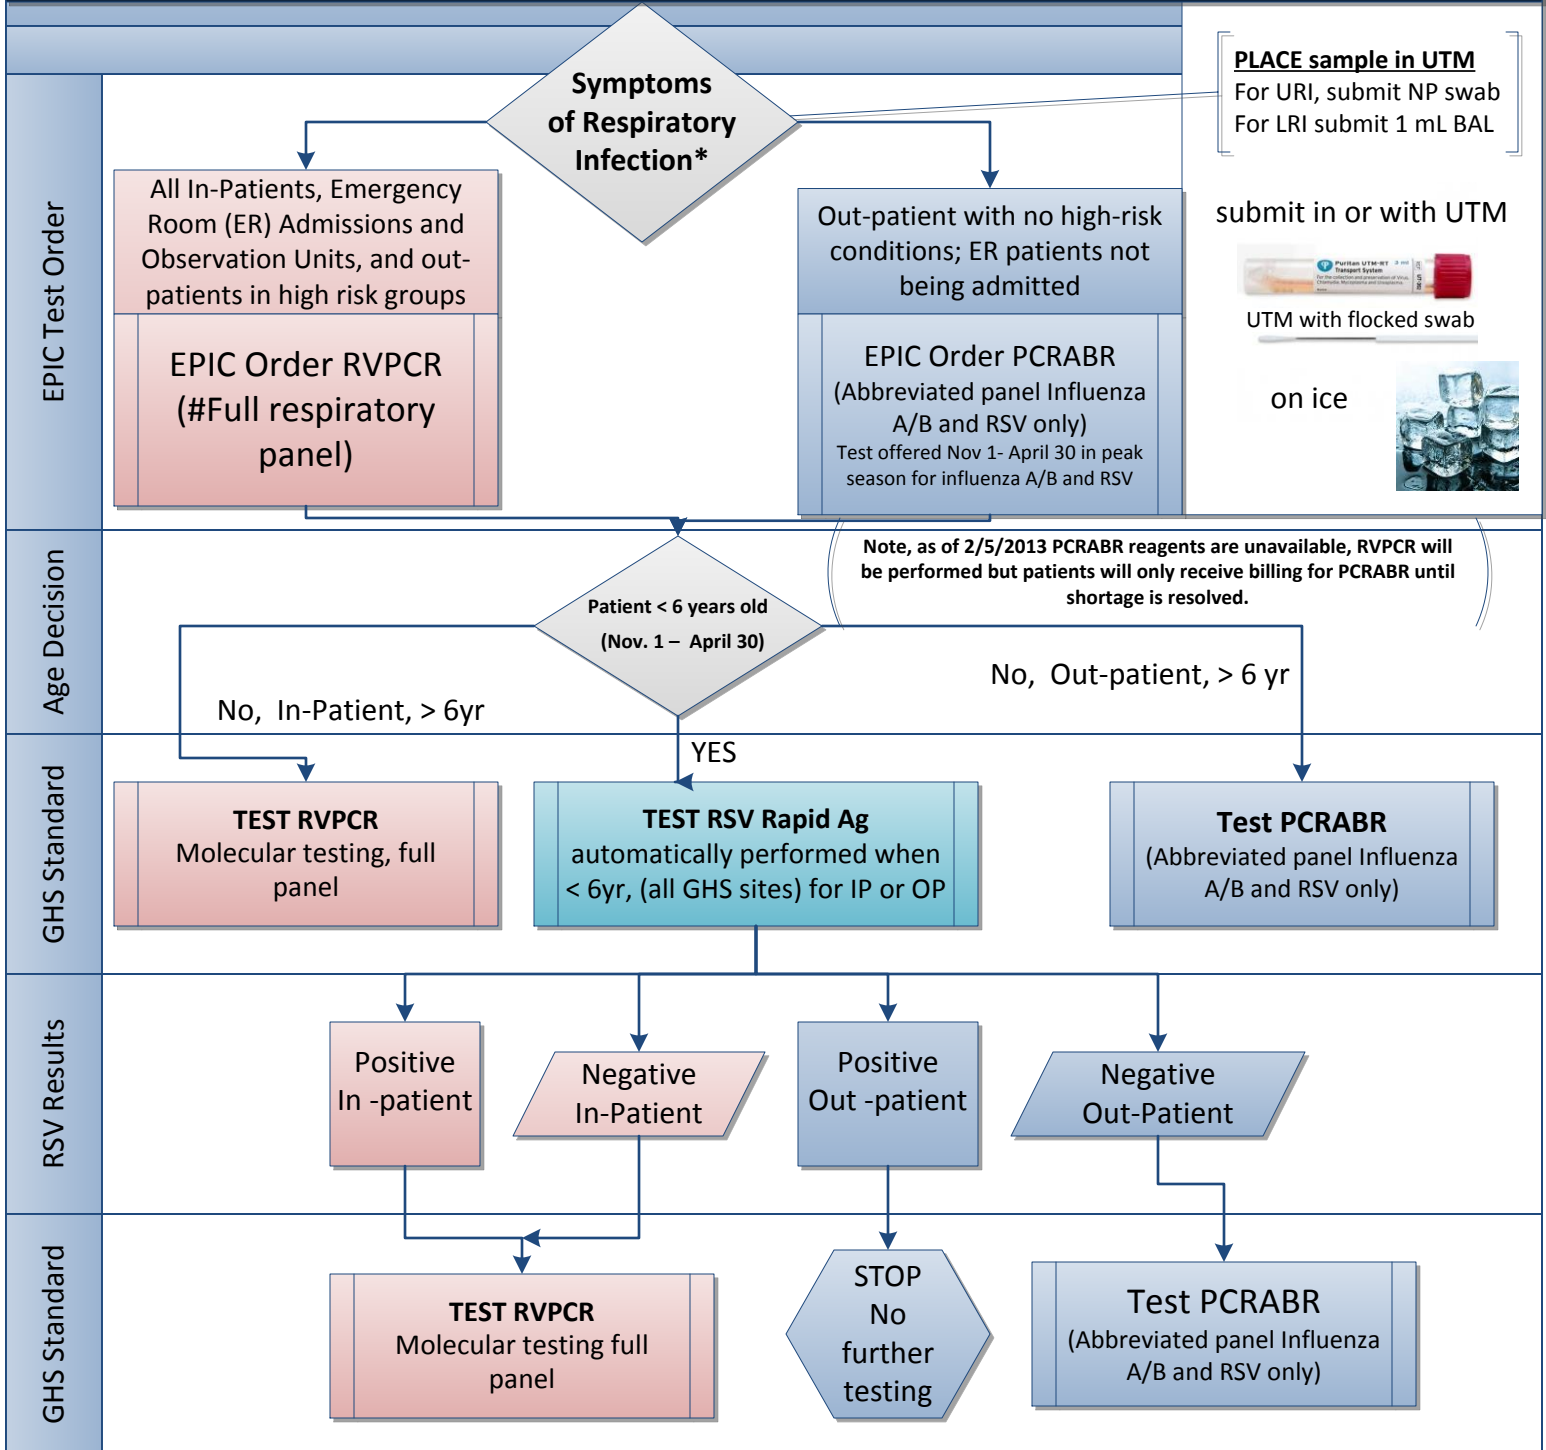 Symptoms
of Respiratory
Infection*
PLACE sample in UTM
For URI, submit NP swab
For LRI submit 1 mL BAL
EPIC Test Order
All In-Patients, Emergency
Room (ER) Admissions and
Observation Units, and out-
patients in high risk groups
EPIC Order RVPCR
(#Full respiratory
panel)
Out-patient with no high-risk
conditions; ER patients not
being admitted
EPIC Order PCRABR
(Abbreviated panel Influenza
A/B and RSV only)
Test offered Nov 1- April 30 in peak
season for influenza A/B and RSV
submit in or with UTM
Puritan UTM-RT
Transport System
UTM with flocked swab
on ice
Age Decision
Note, as of 2/5/2013 PCRABR reagents are unavailable, RVPCR will
be performed but patients will only receive billing for PCRABR until
shortage is resolved.
Patient < 6 years old
(Nov. 1 – April 30)
No, In-Patient, > 6yr
No, Out-patient, > 6 yr
YES
GHS Standard
TEST RVPCR
Molecular testing, full
panel
TEST RSV Rapid Ag
automatically performed when
< 6yr, (all GHS sites) for IP or OP
Test PCRABR
(Abbreviated panel Influenza
A/B and RSV only)
RSV Results
Positive
In -patient
Negative
In-Patient
Positive
Out -patient
Negative
Out-Patient
GHS Standard
TEST RVPCR
Molecular testing full
panel
STOP
No
further
testing
Test PCRABR
(Abbreviated panel Influenza
A/B and RSV only)